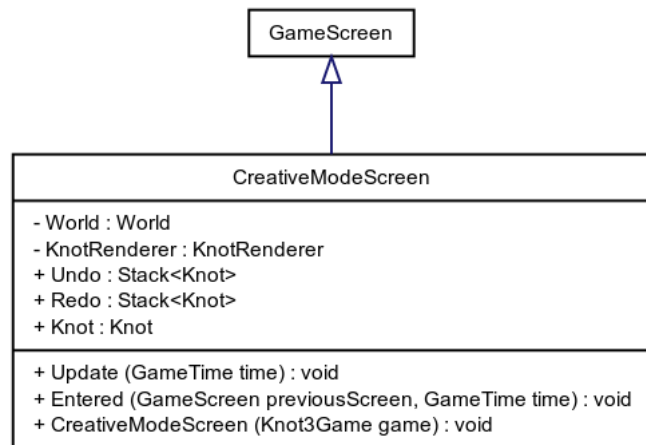 GameScreen
CreativeModeScreen
- World : World
- KnotRenderer : KnotRenderer
+ Undo : Stack<Knot>
+ Redo : Stack<Knot>
+ Knot : Knot
+ Update (GameTime time) : void
+ Entered (GameScreen previousScreen, GameTime time) : void
+ CreativeModeScreen (Knot3Game game) : void